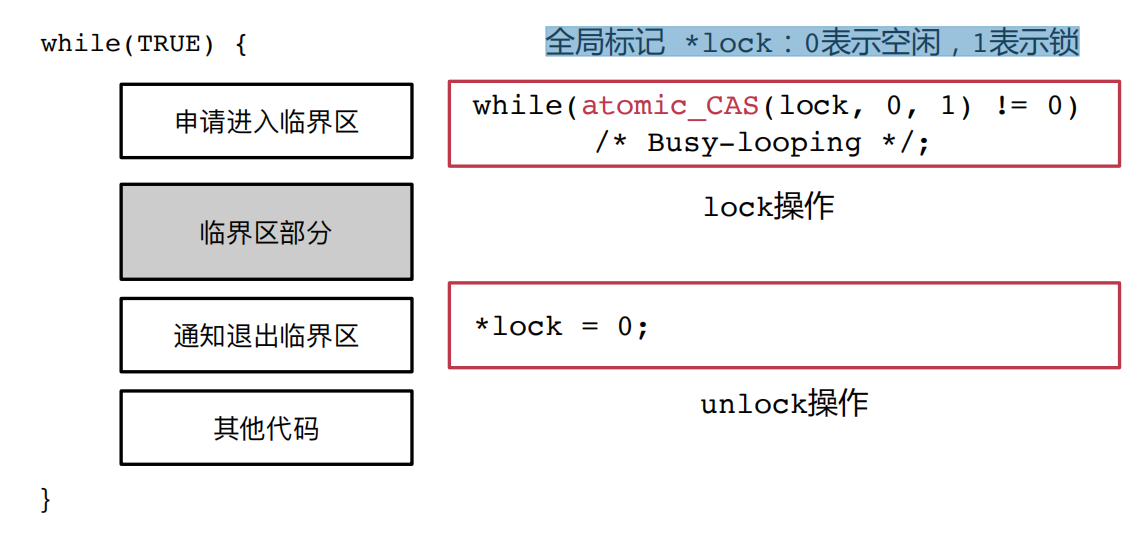 while(TRUE) {
全局标记 *lock：0表示空闲，1表示锁
申请进入临界区
while(atomic_CAS(lock, 0, 1) != 0)
/* Busy-looping */;
lock操作
临界区部分
通知退出临界区
*lock = 0;
unlock操作
其他代码
}